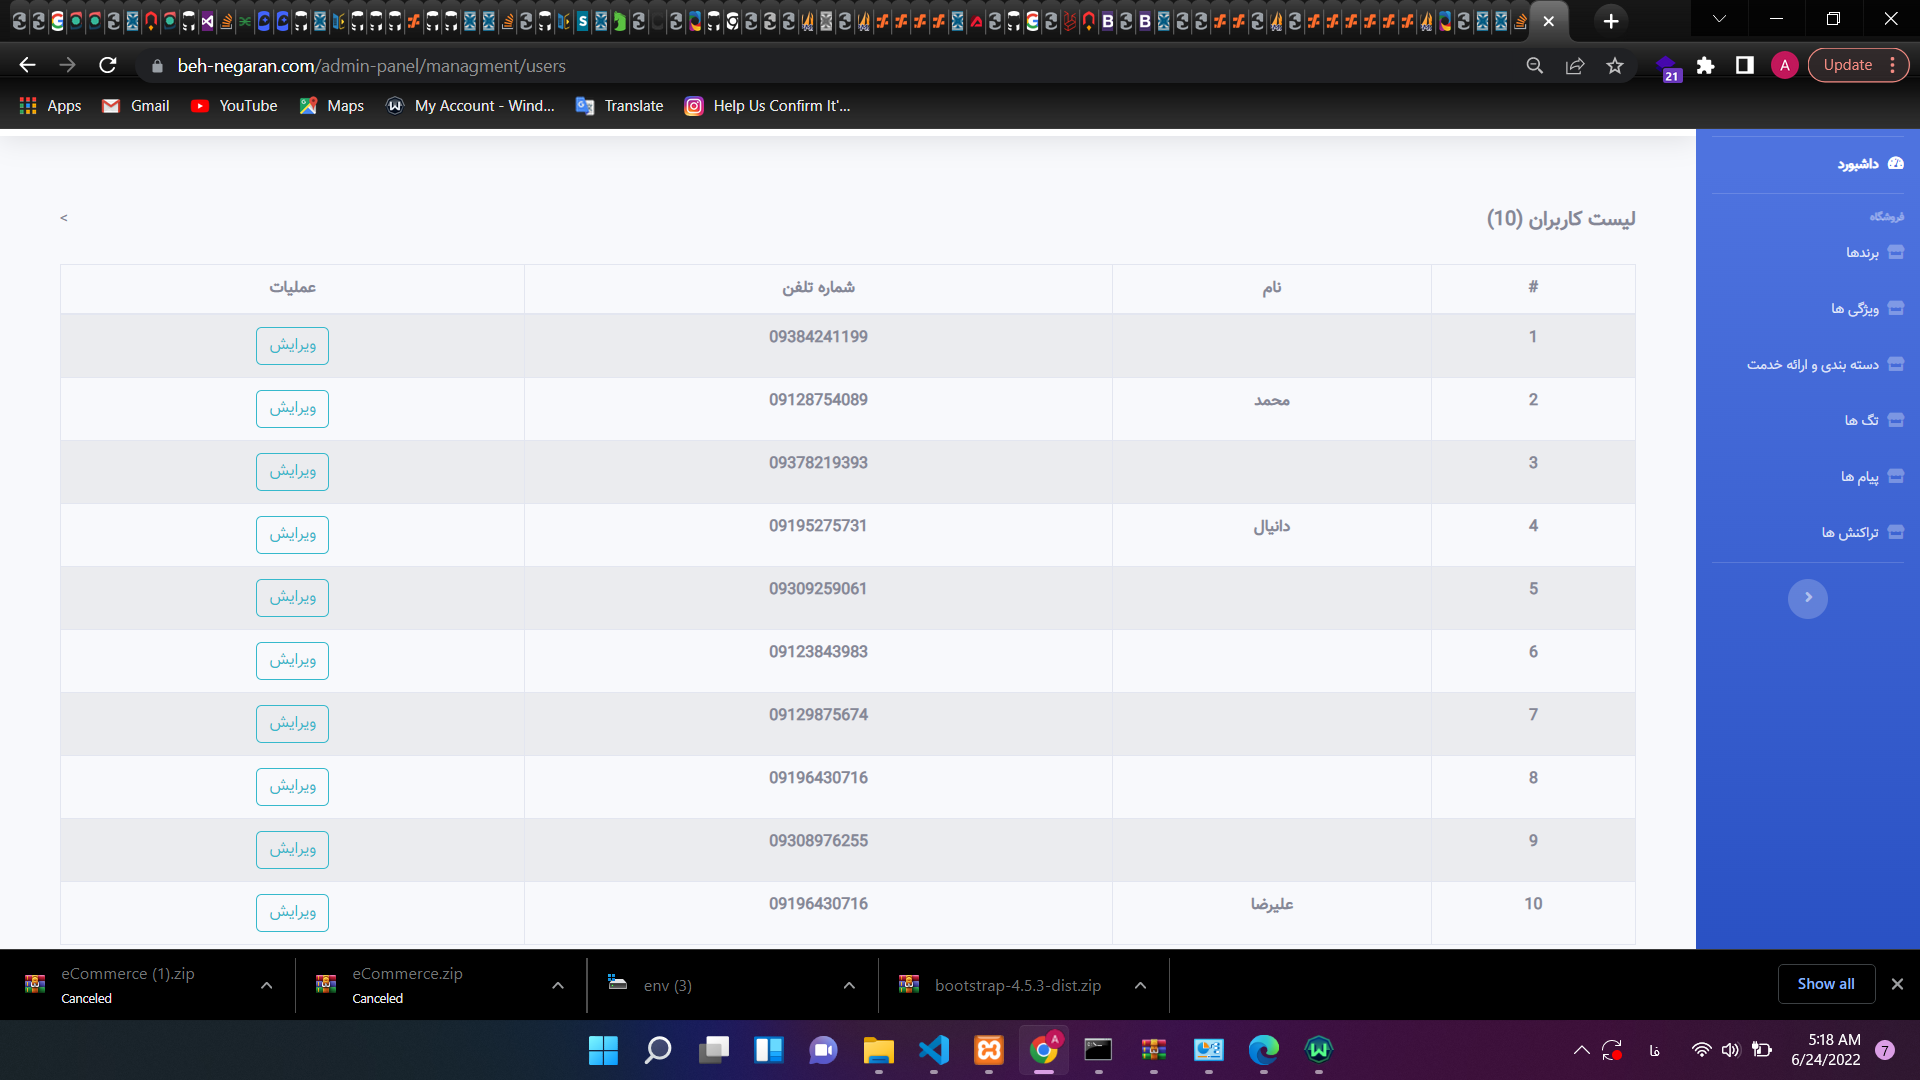 beh-negaran.com/admin-panel/managment/users
Update
21
A
Apps
Gmail
YouTube
Maps
My Account - Wind...
Translate
Help Us Confirm It'...
داشبورد
فروشگاه
برندها
ویژگی ها
دسته بندی و ارائه خدمت
تگ ها
پیام ها
تراکنش ها
لیست کاربران (10)
>
# نام شماره تلفن عملیات
1 09384241199 ویرایش
2 محمد 09128754089 ویرایش
3 09378219393 ویرایش
4 دانیال 09195275731 ویرایش
5 09309259061 ویرایش
6 09123843983 ویرایش
7 09129875674 ویرایش
8 09196430716 ویرایش
9 09308976255 ویرایش
10 علیرضا 09196430716 ویرایش
eCommerce (1).zip
Canceled
eCommerce.zip
Canceled
env (3)
bootstrap-4.5.3-dist.zip
Show all
A
فا
5:18 AM
6/24/2022
7